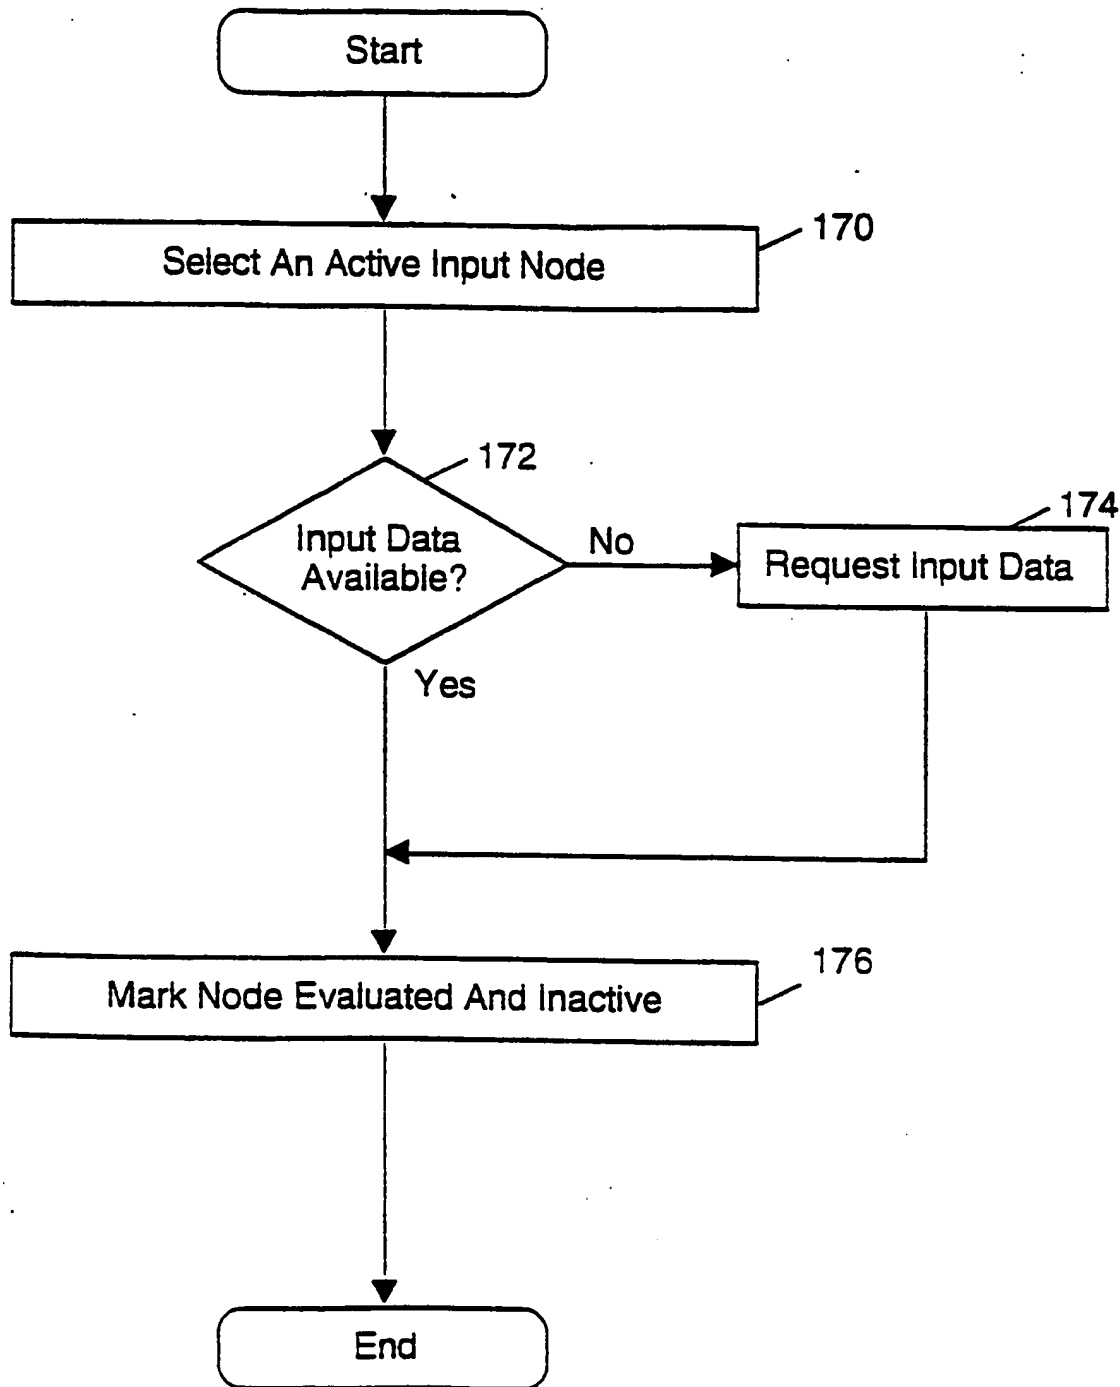 Start
170
Select An Active Input Node
172
Input Data
Available?
No
174
Request Input Data
Yes
176
Mark Node Evaluated And Inactive
End